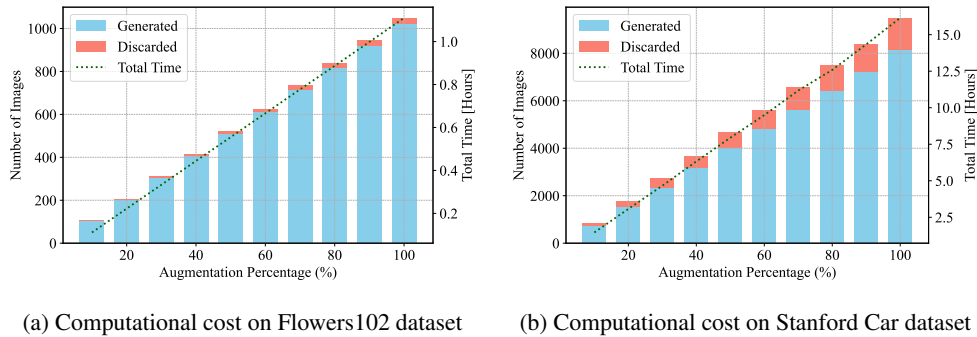 Generated
Discarded
Total Time
Number of Images
0
200
400
600
800
1000
20
40
60
80
100
Augmentation Percentage (%)
0.2
0.4
0.6
0.8
1.0
Total Time [Hours]
(a) Computational cost on Flowers102 dataset
Generated
Discarded
Total Time
Number of Images
0
2000
4000
6000
8000
20
40
60
80
100
Augmentation Percentage (%)
2.5
5.0
7.5
10.0
12.5
15.0
Total Time [Hours]
(b) Computational cost on Stanford Car dataset